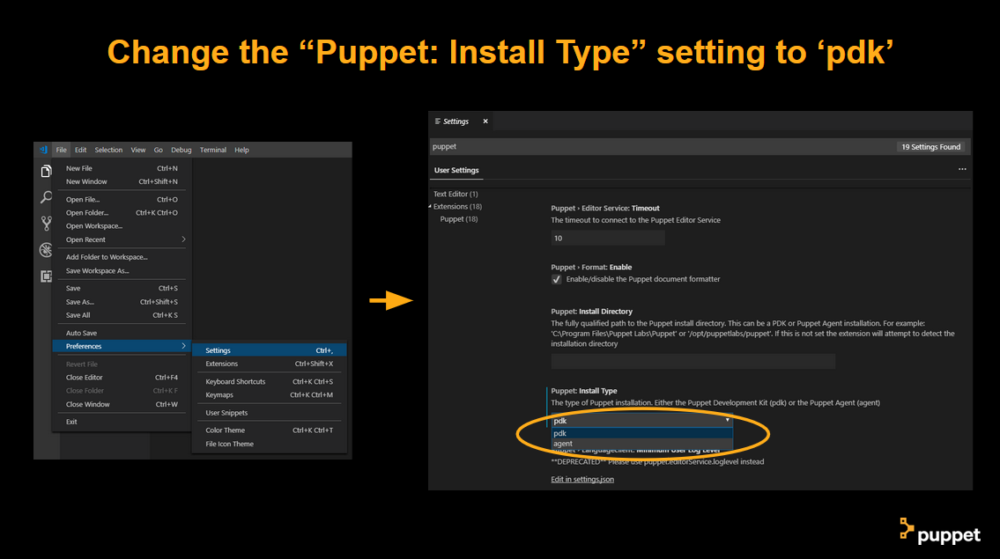 Change the “Puppet: Install Type” setting to ‘pdk’
File Edit Selection View Go Debug Terminal Help
New File Ctrl+N
New Window Ctrl+Shift+N
Open File... Ctrl+O
Open Folder... Ctrl+K Ctrl+O
Open Workspace...
Open Recent
Add Folder to Workspace...
Save Workspace As...
Save Ctrl+S
Save As... Ctrl+Shift+S
Save All Ctrl+K S
Auto Save
Preferences
Revert File
Close Editor Ctrl+F4
Close Folder Ctrl+K F
Close Window Ctrl+W
Exit
Settings Ctrl+,
Extensions Ctrl+Shift+X
Keyboard Shortcuts Ctrl+K Ctrl+S
Keymaps Ctrl+K Ctrl+M
User Snippets
Color Theme Ctrl+K Ctrl+T
File Icon Theme
Settings
puppet 19 Settings Found
User Settings
Text Editor (1)
Extensions (18)
Puppet (18)
Puppet › Editor Service: Timeout
The timeout to connect to the Puppet Editor Service
10
Puppet › Format: Enable
Enable/disable the Puppet document formatter
Puppet: Install Directory
The fully qualified path to the Puppet install directory. This can be a PDK or Puppet Agent installation. For example:
'C:\Program Files\Puppet Labs\Puppet' or '/opt/puppetlabs/puppet'. If this is not set the extension will attempt to detect the
installation directory
Puppet: Install Type
The type of Puppet installation. Either the Puppet Development Kit (pdk) or the Puppet Agent (agent)
pdk
pdk
agent
Puppet › Languageclient: Minimum User Log Level
**DEPRECATED** Please use puppet.editorService.loglevel instead
Edit in settings.json
puppet